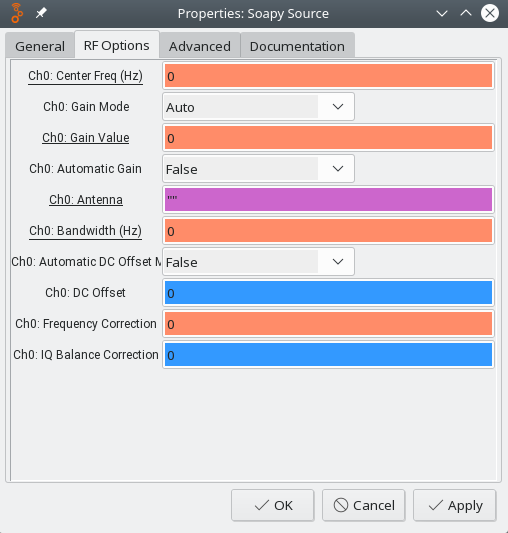 Properties: Soapy Source
General RF Options Advanced Documentation
Ch0: Center Freq (Hz) 0
Ch0: Gain Mode Auto
Ch0: Gain Value 0
Ch0: Automatic Gain False
Ch0: Antenna ""
Ch0: Bandwidth (Hz) 0
Ch0: Automatic DC Offset M False
Ch0: DC Offset 0
Ch0: Frequency Correction 0
Ch0: IQ Balance Correction 0
OK Cancel Apply